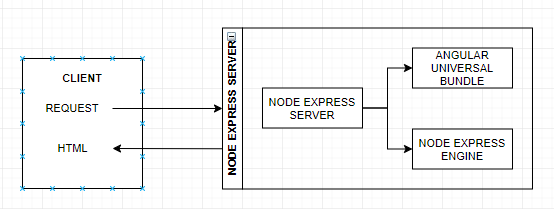 CLIENT
REQUEST
HTML
NODE EXPRESS SERVER
NODE EXPRESS
SERVER
ANGULAR
UNIVERSAL
BUNDLE
NODE EXPRESS
ENGINE